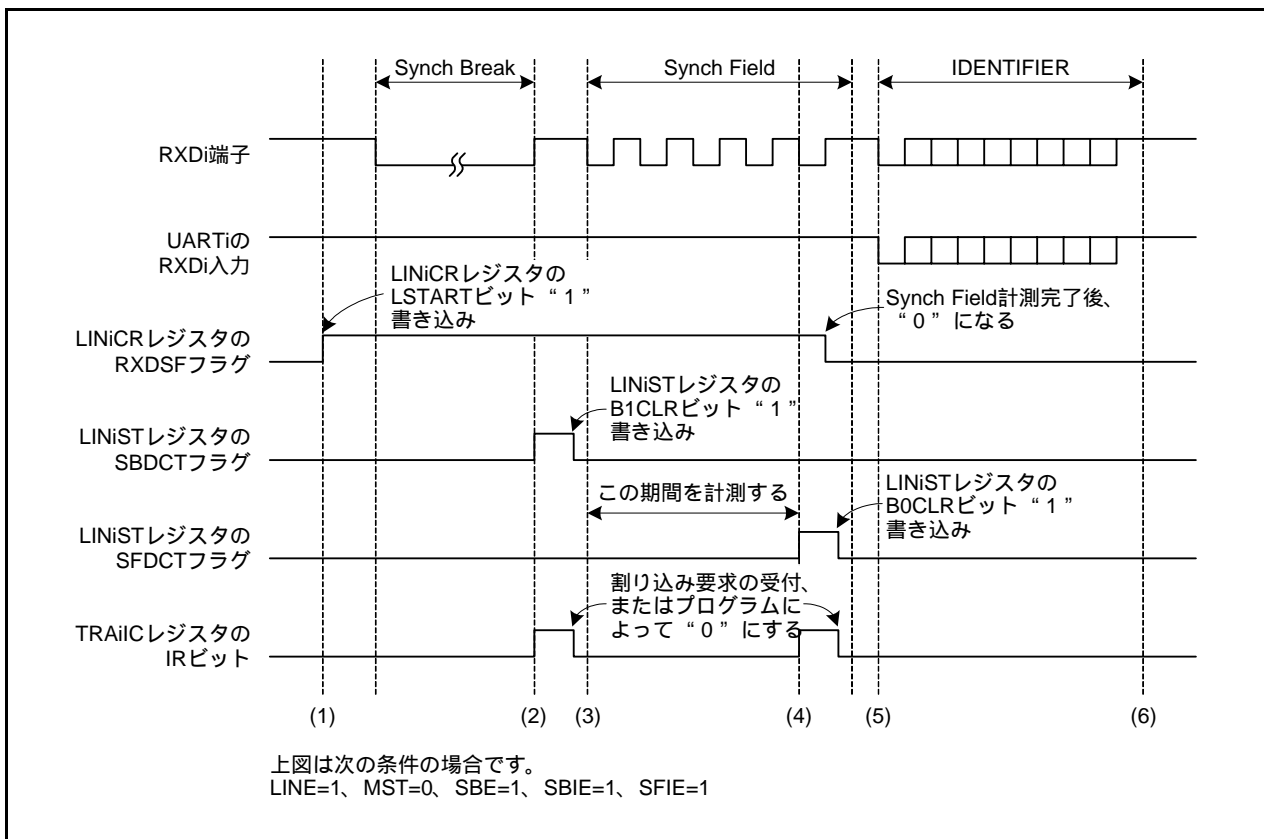 Synch Break
Synch Field
IDENTIFIER
RXDi端子
UARTiの
RXDi入力
LINiCRレジスタの
LSTARTビット“1”
書き込み
Synch Field計測完了後、
“0”になる
LINiCRレジスタの
RXDSFフラグ
LINiSTレジスタの
B1CLRビット“1”
書き込み
LINiSTレジスタの
SBDCTフラグ
この期間を計測する
LINiSTレジスタの
B0CLRビット“1”
書き込み
LINiSTレジスタの
SFDCTフラグ
割り込み要求の受付、
またはプログラムに
よって“0”にする
TRAiICレジスタの
IRビット
(1)
(2)
(3)
(4)
(5)
(6)
上図は次の条件の場合です。
LINE=1、MST=0、SBE=1、SBIE=1、SFIE=1